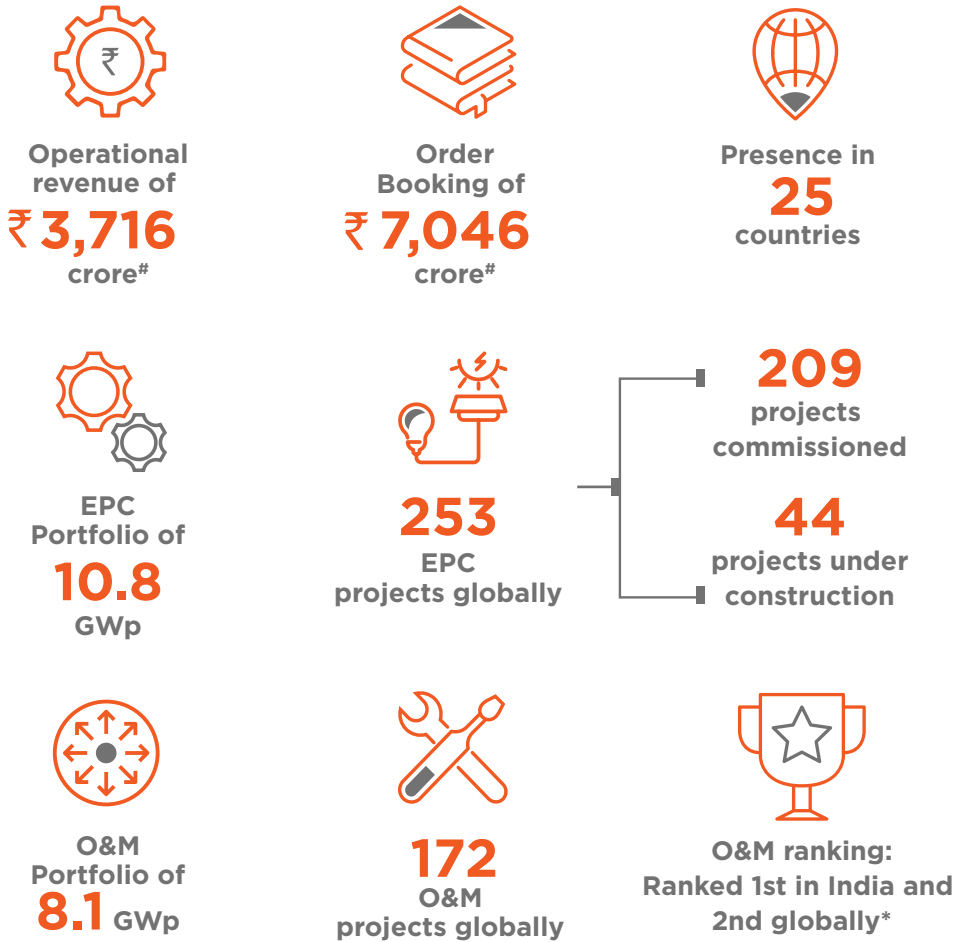 ₹
Operational
revenue of
₹ 3,716
crore#
Order
Booking of
₹ 7,046
crore#
Presence in
25
countries
EPC
Portfolio of
10.8
GWp
253
EPC
projects globally
209
projects
commissioned
44
projects under
construction
O&M
Portfolio of
8.1 GWp
172
O&M
projects globally
O&M ranking:
Ranked 1st in India and
2nd globally*